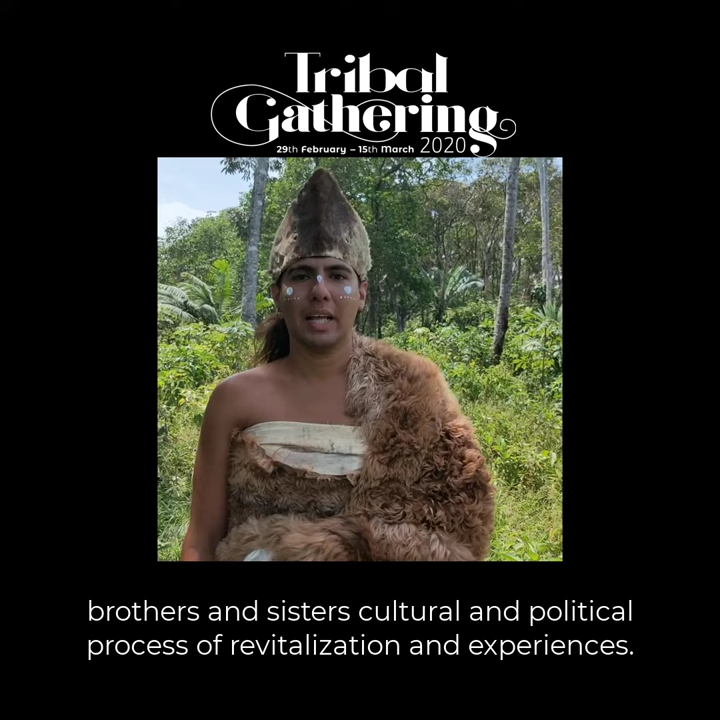 Tribal
Gathering
29th February – 15th March 2020
brothers and sisters cultural and political
process of revitalization and experiences.